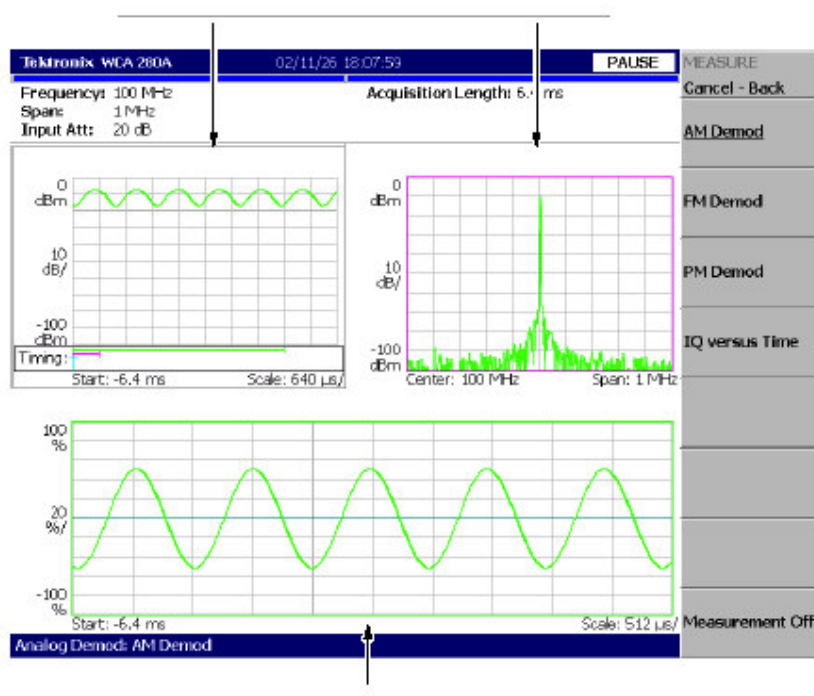 Tektronix WCA 280A 02/11/26 18:07:59 PAUSE
Frequency: 100 MHz Acquisition Length: 6.4 ms
Span: 1 MHz
Input Att: 20 dB
0
dBm
10
dB/
-100
dBm
Timing:
Start: -6.4 ms Scale: 640 µs/
0
dBm
10
dB/
-100
dBm
Center: 100 MHz Span: 1 MHz
100
%
20
%/
-100
%
Start: -6.4 ms Scale: 512 µs/
Analog Demod: AM Demod
MEASURE
Cancel - Back
AM Demod
FM Demod
PM Demod
IQ versus Time
Measurement Off